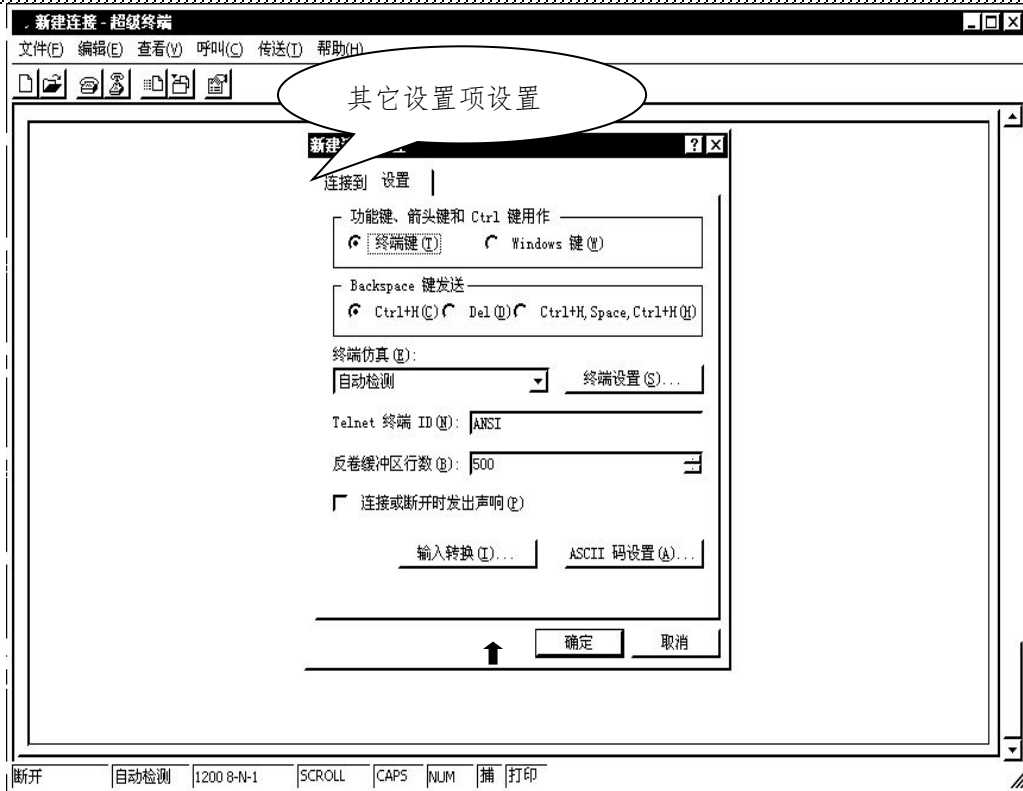 新建连接 - 超级终端
文件(F) 编辑(E) 查看(V) 呼叫(C) 传送(T) 帮助(H)
其它设置项设置
新建
连接到 设置
功能键、箭头键和 Ctrl 键用作
终端键(T) Windows 键(W)
Backspace 键发送
Ctrl+H(C) Del(D) Ctrl+H,Space,Ctrl+H(H)
终端仿真(E):
自动检测 终端设置(S)...
Telnet 终端 ID(N): ANSI
反卷缓冲区行数(B): 500
连接或断开时发出声响(P)
输入转换(I)... ASCII 码设置(A)...
确定 取消
断开 自动检测 1200 8-N-1 SCROLL CAPS NUM 捕 打印